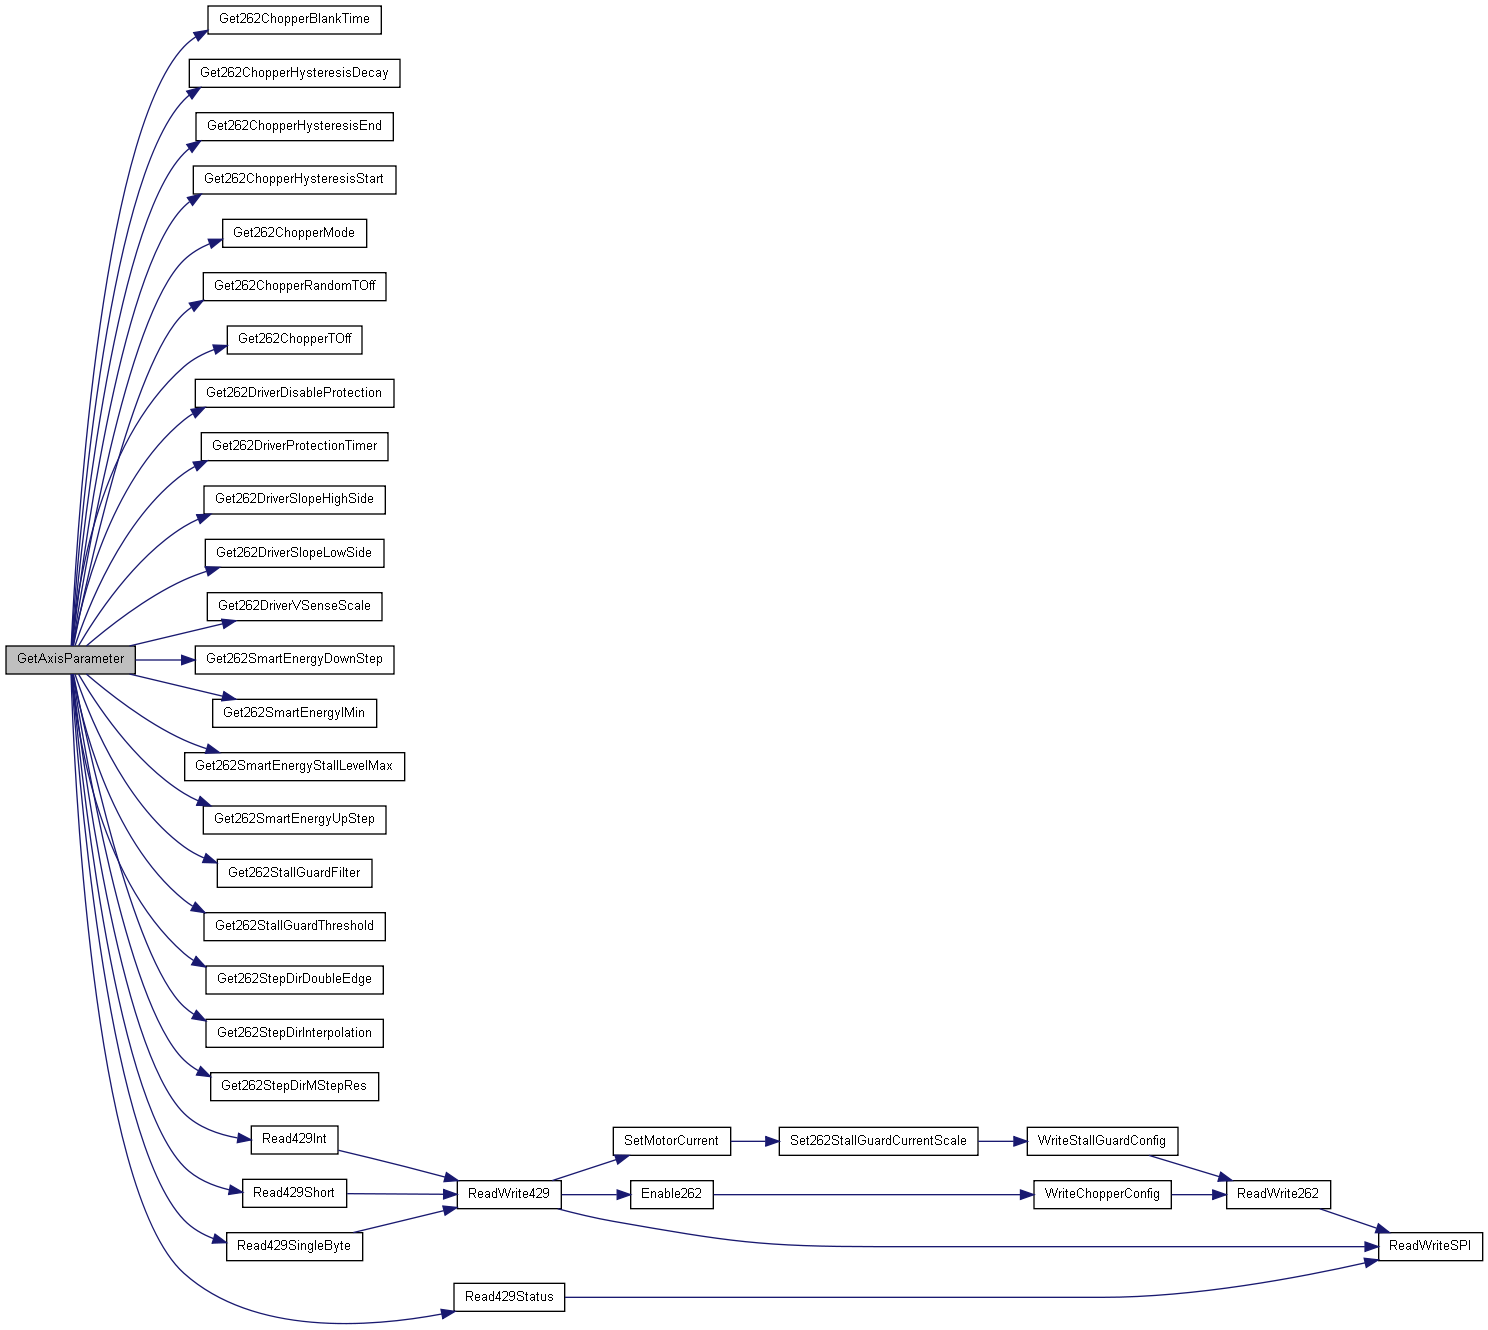 Get262ChopperBlankTime
Get262ChopperHysteresisDecay
Get262ChopperHysteresisEnd
Get262ChopperHysteresisStart
Get262ChopperMode
Get262ChopperRandomTOff
Get262ChopperTOff
Get262DriverDisableProtection
Get262DriverProtectionTimer
Get262DriverSlopeHighSide
Get262DriverSlopeLowSide
Get262DriverVSenseScale
GetAxisParameter
Get262SmartEnergyDownStep
Get262SmartEnergyIMin
Get262SmartEnergyStallLevelMax
Get262SmartEnergyUpStep
Get262StallGuardFilter
Get262StallGuardThreshold
Get262StepDirDoubleEdge
Get262StepDirInterpolation
Get262StepDirMStepRes
Read429Int
SetMotorCurrent
Set262StallGuardCurrentScale
WriteStallGuardConfig
Read429Short
ReadWrite429
Enable262
WriteChopperConfig
ReadWrite262
Read429SingleByte
ReadWriteSPI
Read429Status